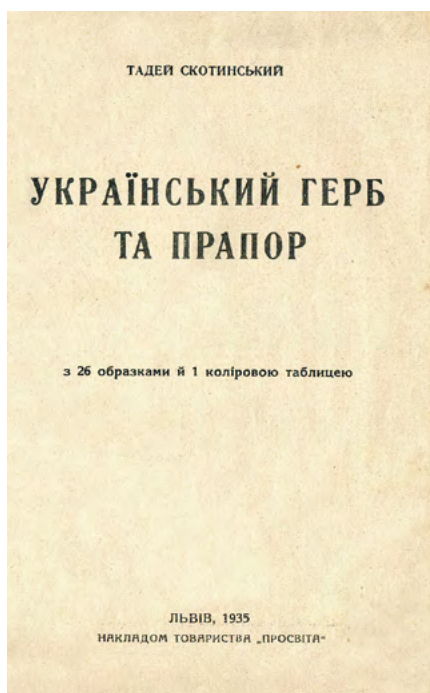 ТАДЕЙ СКОТИНСЬКИЙ
УКРАЇНСЬКИЙ ГЕРБ
ТА ПРАПОР
з 26 образками й 1 коліровою таблицею
ЛЬВІВ, 1935
НАКЛАДОМ ТОВАРИСТВА „ПРОСВІТА"